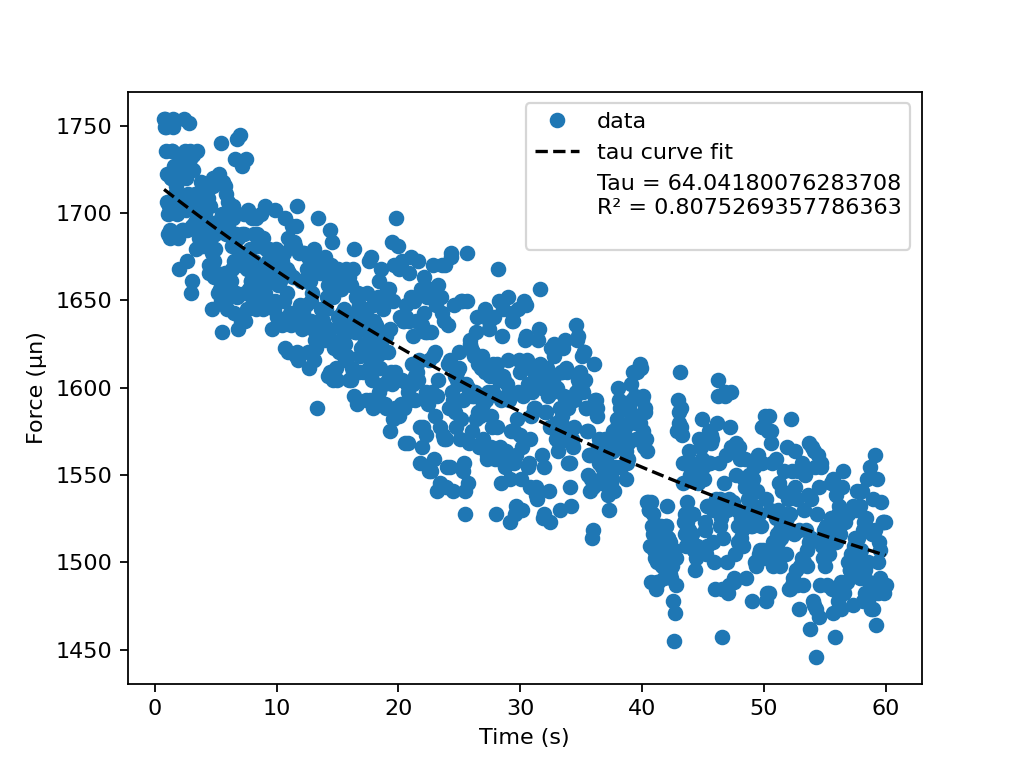 data
tau curve fit
Tau = 64.04180076283708
R² = 0.8075269357786363
1750
1700
1650
1600
1550
1500
1450
Force (μn)
0 10 20 30 40 50 60
Time (s)